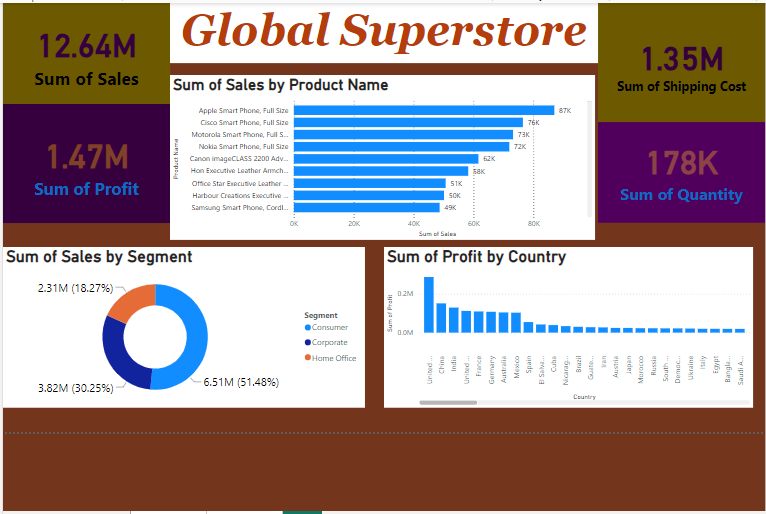 Global Superstore
12.64M
Sum of Sales
1.47M
Sum of Profit
1.35M
Sum of Shipping Cost
178K
Sum of Quantity
Sum of Sales by Product Name
Product Name
Apple Smart Phone, Full Size 87K
Cisco Smart Phone, Full Size 76K
Motorola Smart Phone, Full S... 73K
Nokia Smart Phone, Full Size 72K
Canon imageCLASS 2200 Adv... 62K
Hon Executive Leather Armch... 58K
Office Star Executive Leather ... 51K
Harbour Creations Executive ... 50K
Samsung Smart Phone, Cordl... 49K
0K 20K 40K 60K 80K
Sum of Sales
Sum of Sales by Segment
2.31M (18.27%)
3.82M (30.25%)
6.51M (51.48%)
Segment
Consumer
Corporate
Home Office
Sum of Profit by Country
Sum of Profit
0.2M
0.0M
United ...
China
India
United ...
France
Germany
Australia
Mexico
Spain
El Salva...
Cuba
Nicarag...
Brazil
Guate...
Iran
Austria
Japan
Morocco
Russia
South ...
Democ...
Ukraine
Italy
Egypt
Bangla...
Saudi A...
Country